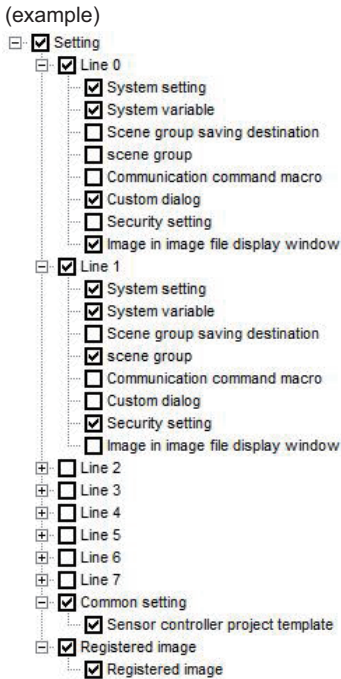 (example)
Setting
Line 0
System setting
System variable
Scene group saving destination
scene group
Communication command macro
Custom dialog
Security setting
Image in image file display window
Line 1
System setting
System variable
Scene group saving destination
scene group
Communication command macro
Custom dialog
Security setting
Image in image file display window
Line 2
Line 3
Line 4
Line 5
Line 6
Line 7
Common setting
Sensor controller project template
Registered image
Registered image